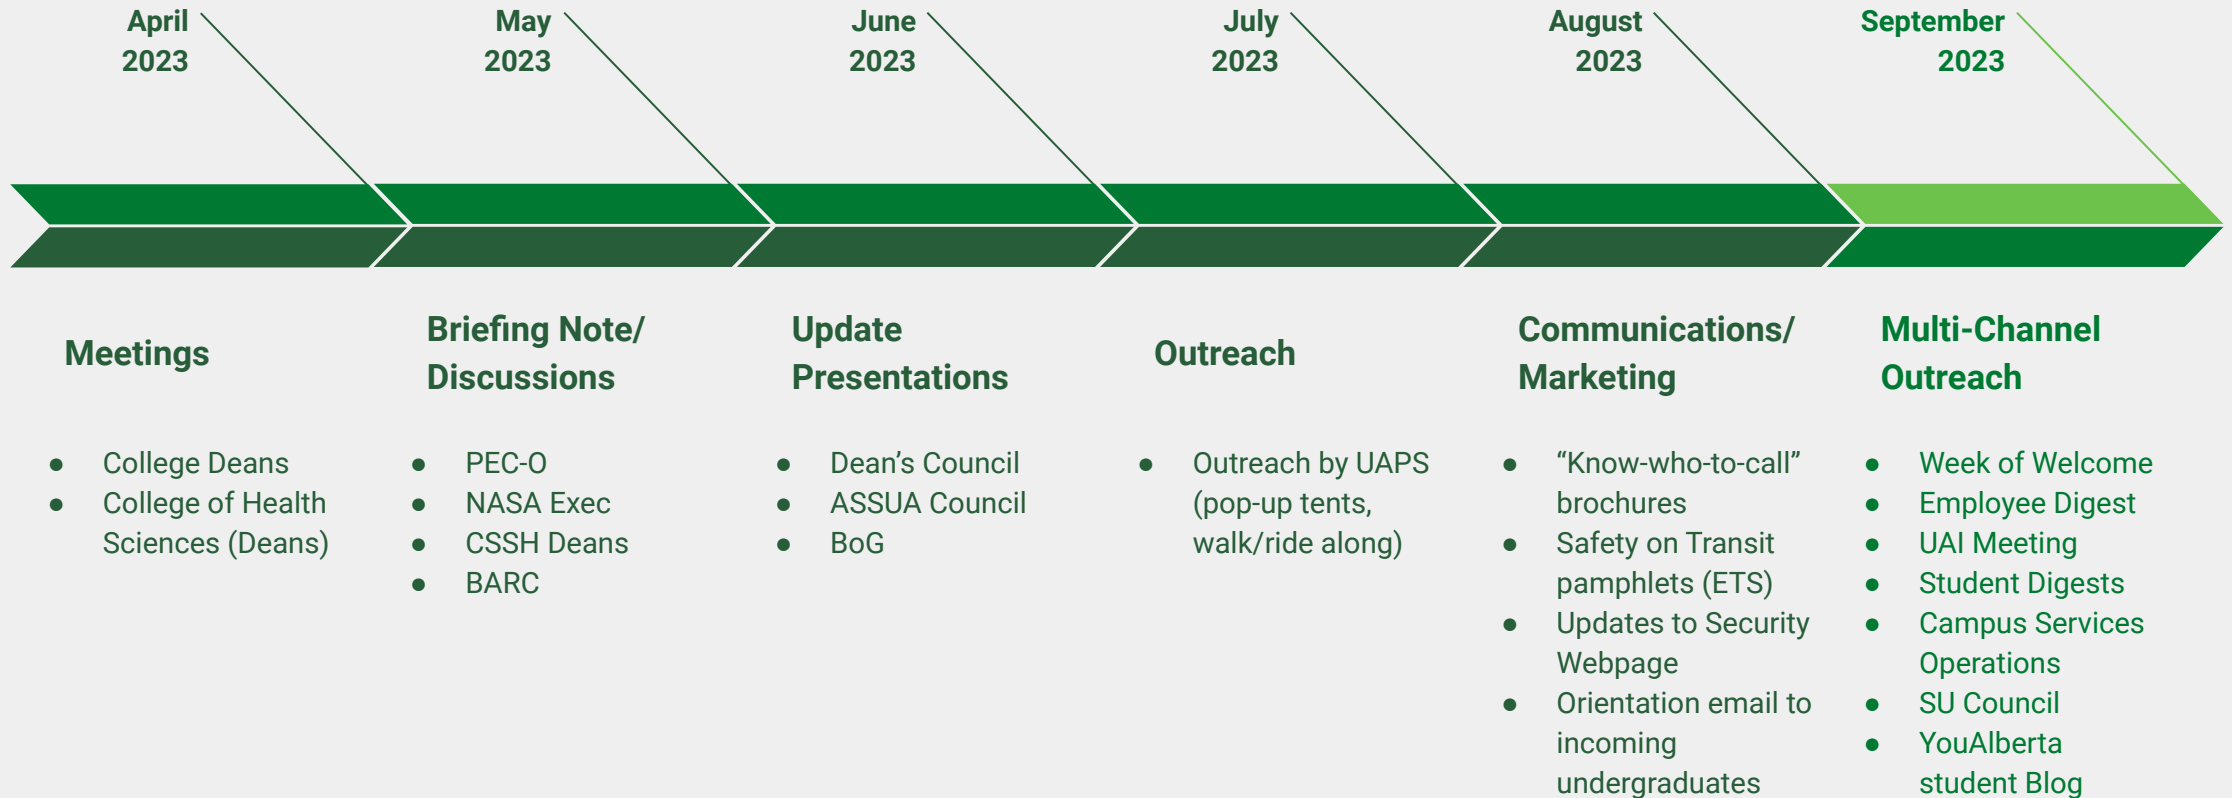 April
2023
May
2023
June
2023
July
2023
August
2023
September
2023
Meetings
● College Deans
● College of Health
Sciences (Deans)
Briefing Note/
Discussions
● PEC-O
● NASA Exec
● CSSH Deans
● BARC
Update
Presentations
● Dean’s Council
● ASSUA Council
● BoG
Outreach
● Outreach by UAPS
(pop-up tents,
walk/ride along)
Communications/
Marketing
● “Know-who-to-call”
brochures
● Safety on Transit
pamphlets (ETS)
● Updates to Security
Webpage
● Orientation email to
incoming
undergraduates
Multi-Channel
Outreach
● Week of Welcome
● Employee Digest
● UAI Meeting
● Student Digests
● Campus Services
Operations
● SU Council
● YouAlberta
student Blog